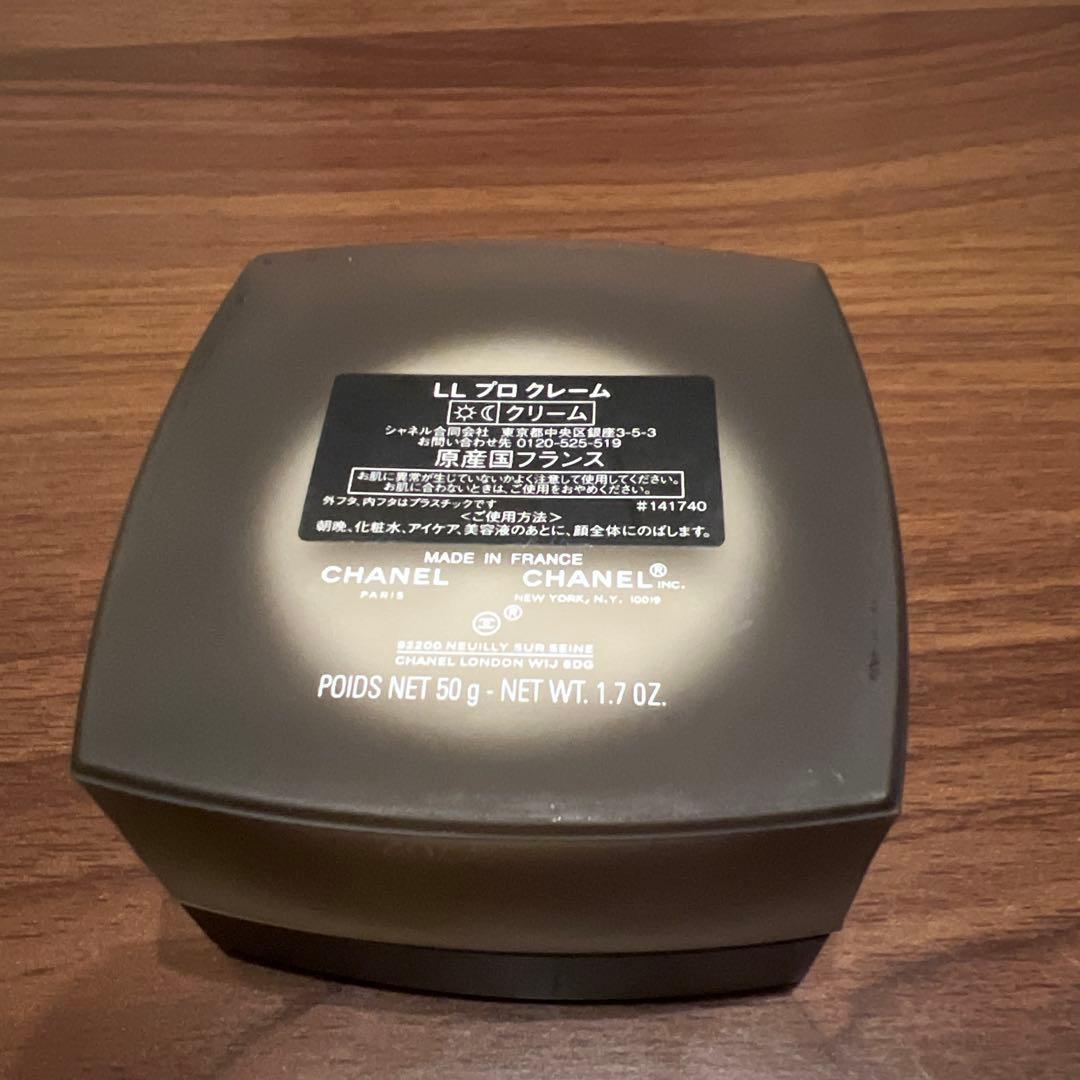 LL プロ クレーム
クリーム
シャネル合同会社 東京都中央区銀座3-5-3
お問い合わせ先 0120-525-519
原産国フランス
お肌に異常が生じていないかよく注意して使用してください。
お肌に合わないときは、ご使用をおやめください。
外フタ、内フタはプラスチックです #141740
<ご使用方法>
朝晩、化粧水、アイケア、美容液のあとに、顔全体にのばします。
MADE IN FRANCE
CHANEL CHANEL® INC.
PARIS NEW YORK, N.Y. 10019
®
92200 NEUILLY SUR SEINE
CHANEL LONDON W1J 6DG
POIDS NET 50 g - NET WT. 1.7 OZ.